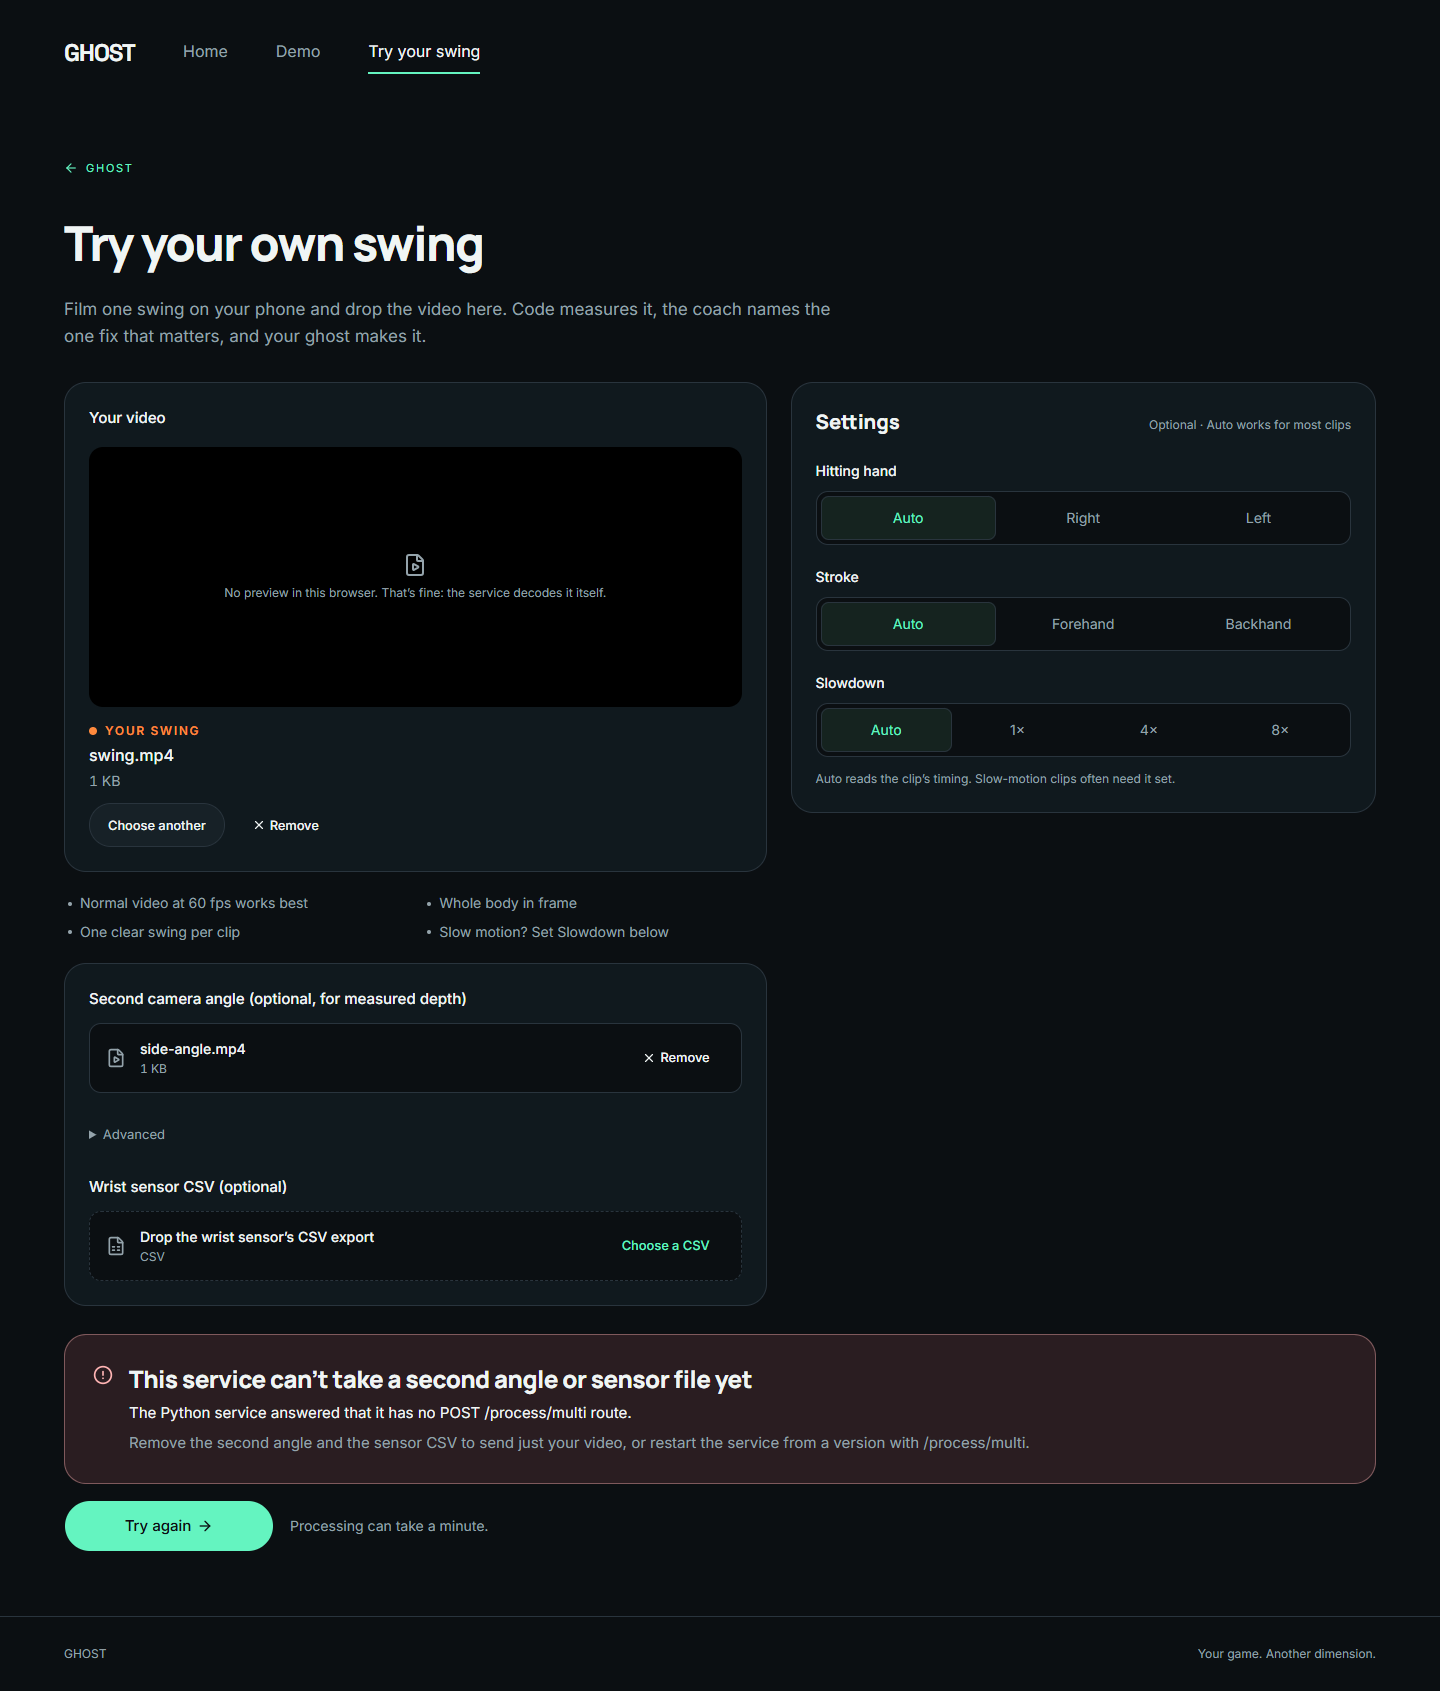 GHOST
Home
Demo
Try your swing
GHOST
Try your own swing
Film one swing on your phone and drop the video here. Code measures it, the coach names the
one fix that matters, and your ghost makes it.
Your video
No preview in this browser. That’s fine: the service decodes it itself.
YOUR SWING
swing.mp4
1 KB
Choose another
Remove
Settings
Optional · Auto works for most clips
Hitting hand
Auto
Right
Left
Stroke
Auto
Forehand
Backhand
Slowdown
Auto
1×
4×
8×
Auto reads the clip’s timing. Slow-motion clips often need it set.
Normal video at 60 fps works best
Whole body in frame
One clear swing per clip
Slow motion? Set Slowdown below
Second camera angle (optional, for measured depth)
side-angle.mp4
1 KB
Remove
Advanced
Wrist sensor CSV (optional)
Drop the wrist sensor’s CSV export
CSV
Choose a CSV
This service can’t take a second angle or sensor file yet
The Python service answered that it has no POST /process/multi route.
Remove the second angle and the sensor CSV to send just your video, or restart the service from a version with /process/multi.
Try again
Processing can take a minute.
GHOST
Your game. Another dimension.